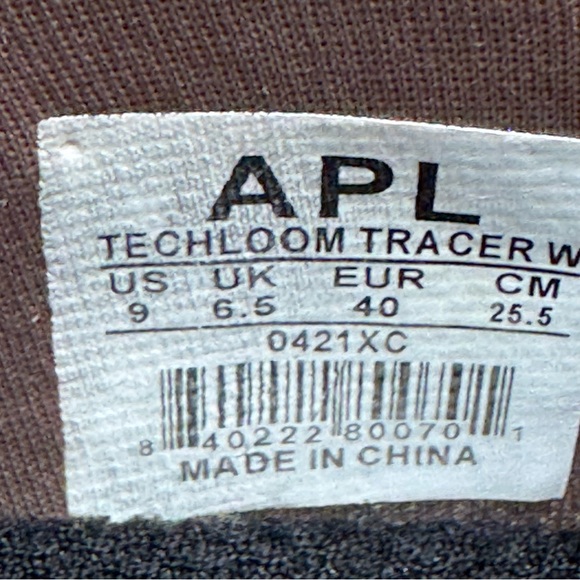 APL
TECHLOOM TRACER W
US UK EUR CM
9 6.5 40 25.5
0421XC
8 40222 80070 1
MADE IN CHINA